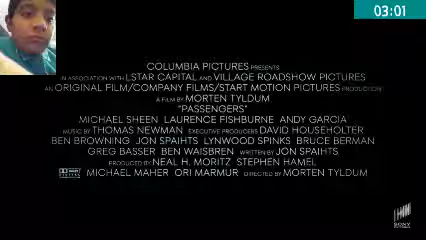 03:01
COLUMBIA PICTURES PRESENTS
IN ASSOCIATION WITH LSTAR CAPITAL AND VILLAGE ROADSHOW PICTURES
AN ORIGINAL FILM/COMPANY FILMS/START MOTION PICTURES PRODUCTION
A FILM BY MORTEN TYLDUM
"PASSENGERS"
MICHAEL SHEEN LAURENCE FISHBURNE ANDY GARCIA
MUSIC BY THOMAS NEWMAN EXECUTIVE PRODUCERS DAVID HOUSEHOLTER
BEN BROWNING JON SPAIHTS LYNWOOD SPINKS BRUCE BERMAN
GREG BASSER BEN WAISBREN WRITTEN BY JON SPAIHTS
PRODUCED BY NEAL H. MORITZ STEPHEN HAMEL
MICHAEL MAHER ORI MARMUR DIRECTED BY MORTEN TYLDUM
SONY